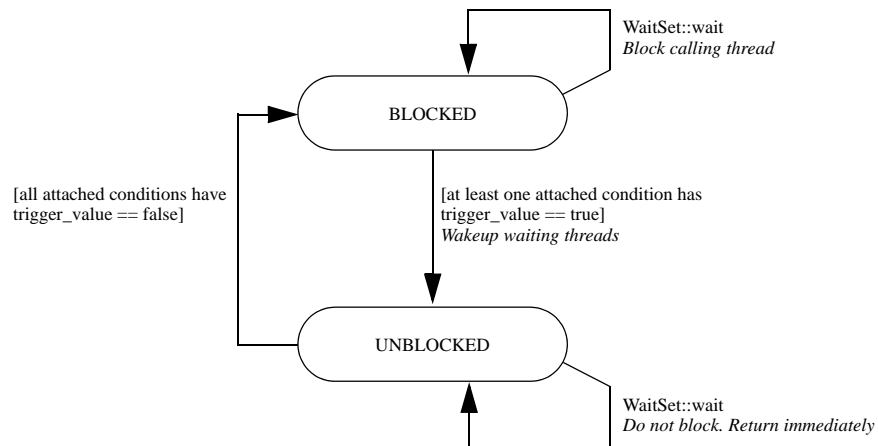 WaitSet::wait
Block calling thread
BLOCKED
[all attached conditions have
trigger_value == false]
[at least one attached condition has
trigger_value == true]
Wakeup waiting threads
UNBLOCKED
WaitSet::wait
Do not block. Return immediately